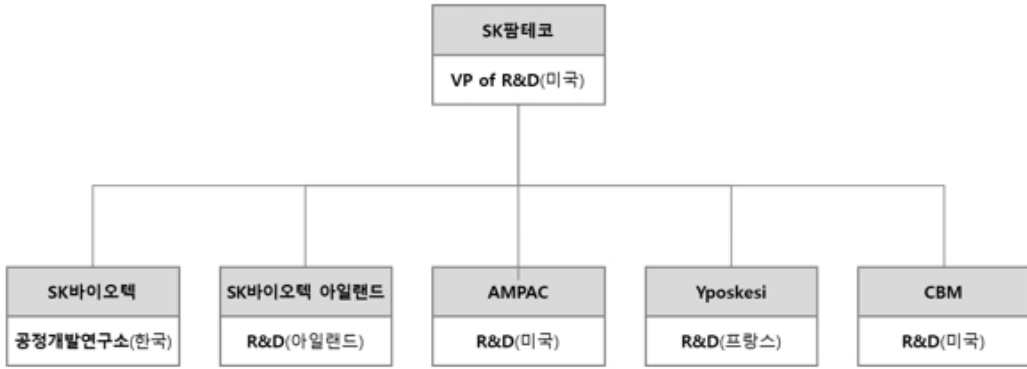 SK팜테코
VP of R&D(미국)
SK바이오텍
공정개발연구소(한국)
SK바이오텍 아일랜드
R&D(아일랜드)
AMPAC
R&D(미국)
Yposkesi
R&D(프랑스)
CBM
R&D(미국)